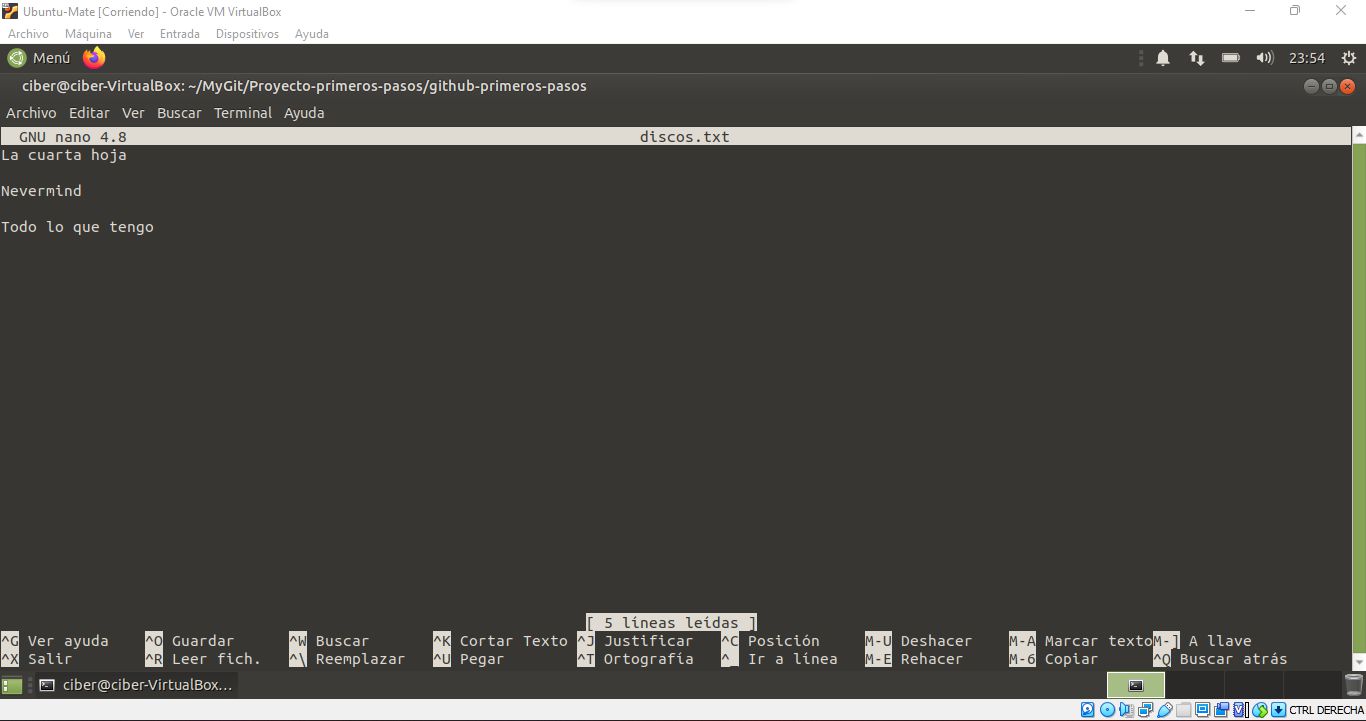 Ubuntu-Mate [Corriendo] - Oracle VM VirtualBox
Archivo Máquina Ver Entrada Dispositivos Ayuda
Menú 23:54
ciber@ciber-VirtualBox: ~/MyGit/Proyecto-primeros-pasos/github-primeros-pasos
Archivo Editar Ver Buscar Terminal Ayuda
GNU nano 4.8 discos.txt
La cuarta hoja
Nevermind
Todo lo que tengo
[ 5 líneas leídas ]
^G Ver ayuda ^O Guardar ^W Buscar ^K Cortar Texto ^J Justificar ^C Posición M-U Deshacer M-A Marcar texto M-] A llave
^X Salir ^R Leer fich. ^\ Reemplazar ^U Pegar ^T Ortografía ^_ Ir a línea M-E Rehacer M-6 Copiar ^Q Buscar atrás
ciber@ciber-VirtualBox...
CTRL DERECHA